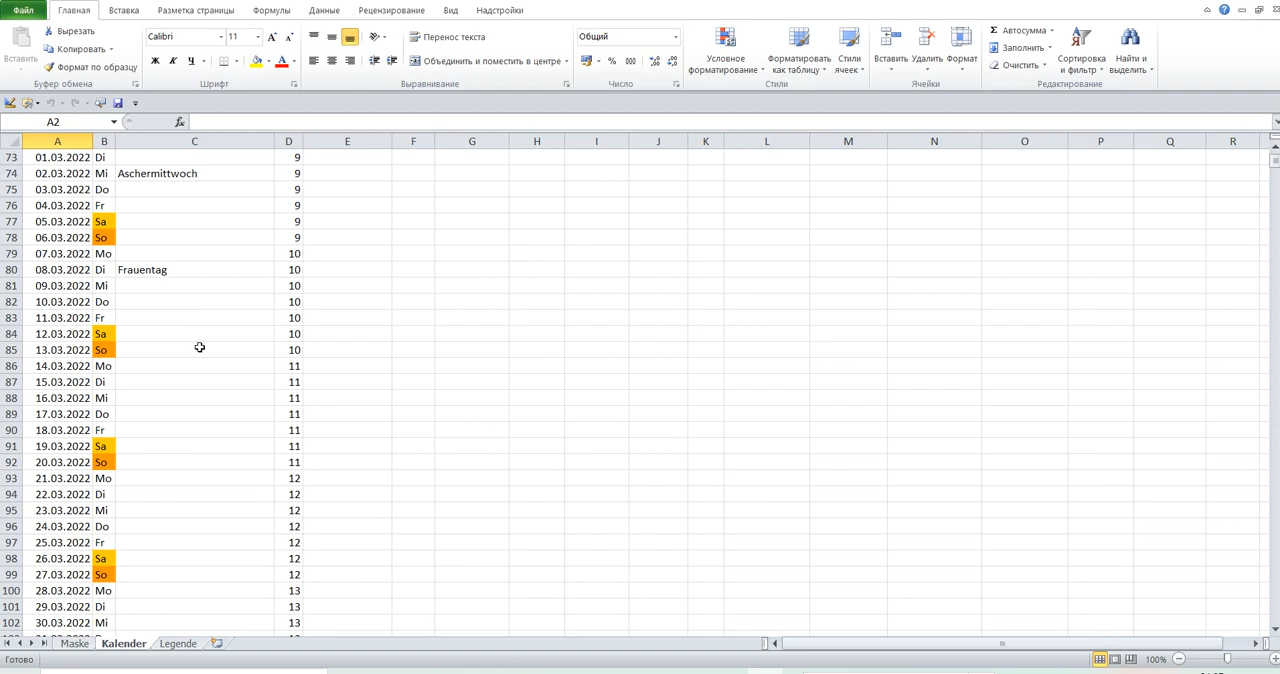 Файл Главная Вставка Разметка страницы Формулы Данные Рецензирование Вид Надстройки
Вставить
Вырезать
Копировать
Формат по образцу
Буфер обмена
Calibri 11
Ж К Ч
Шрифт
Перенос текста
Объединить и поместить в центре
Выравнивание
Общий
% 000
Число
Условное форматирование
Форматировать как таблицу
Стили ячеек
Стили
Вставить Удалить Формат
Ячейки
Σ Автосумма
Заполнить
Очистить
Сортировка и фильтр
Найти и выделить
Редактирование
A2 fx
A B C D E F G H I J K L M N O P Q R
73 01.03.2022 Di 9
74 02.03.2022 Mi Aschermittwoch 9
75 03.03.2022 Do 9
76 04.03.2022 Fr 9
77 05.03.2022 Sa 9
78 06.03.2022 So 9
79 07.03.2022 Mo 10
80 08.03.2022 Di Frauentag 10
81 09.03.2022 Mi 10
82 10.03.2022 Do 10
83 11.03.2022 Fr 10
84 12.03.2022 Sa 10
85 13.03.2022 So 10
86 14.03.2022 Mo 11
87 15.03.2022 Di 11
88 16.03.2022 Mi 11
89 17.03.2022 Do 11
90 18.03.2022 Fr 11
91 19.03.2022 Sa 11
92 20.03.2022 So 11
93 21.03.2022 Mo 12
94 22.03.2022 Di 12
95 23.03.2022 Mi 12
96 24.03.2022 Do 12
97 25.03.2022 Fr 12
98 26.03.2022 Sa 12
99 27.03.2022 So 12
100 28.03.2022 Mo 13
101 29.03.2022 Di 13
102 30.03.2022 Mi 13
Maske Kalender Legende
Готово 100%